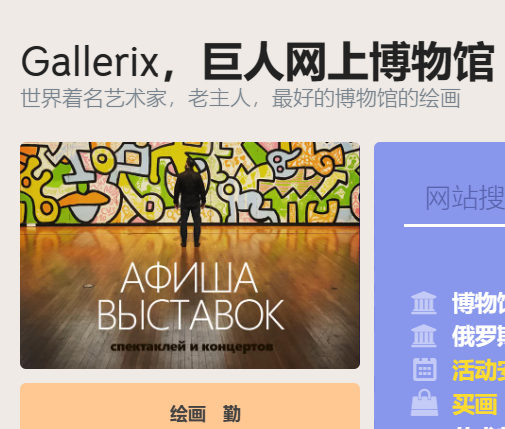 Gallerix，巨人网上博物馆
世界着名艺术家，老主人，最好的博物馆的绘画
АФИША
ВЫСТАВОК
спектаклей и концертов
绘画 勤
网站搜
博物馆
俄罗斯
活动安
买画